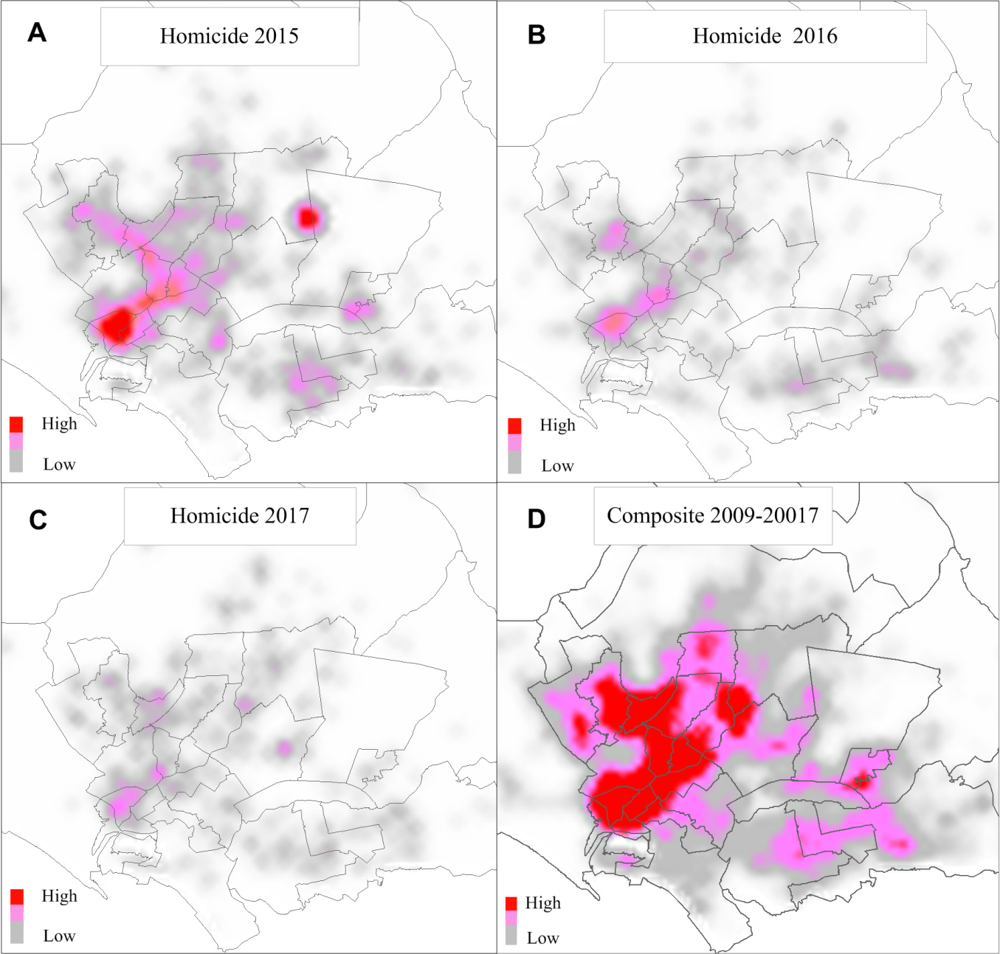 A
Homicide 2015
High
Low
B
Homicide  2016
High
Low
C
Homicide 2017
High
Low
D
Composite 2009-20017
High
Low